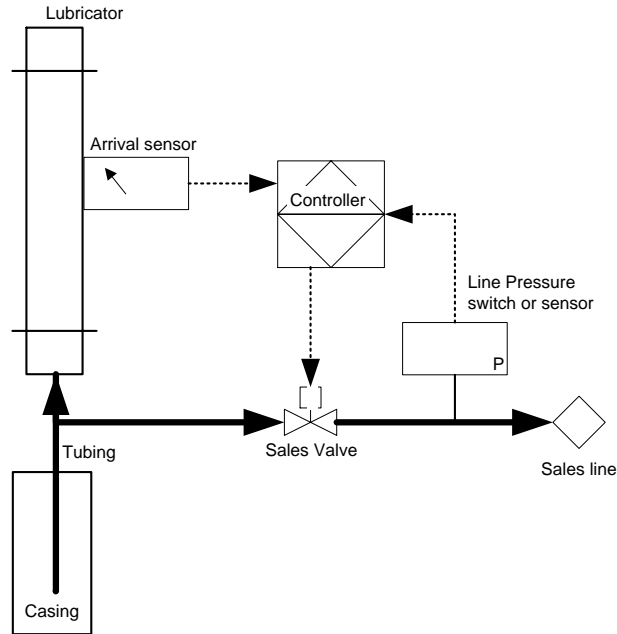 Lubricator
Arrival sensor
Controller
Line Pressure
switch or sensor
P
Tubing
Sales Valve
Sales line
Casing